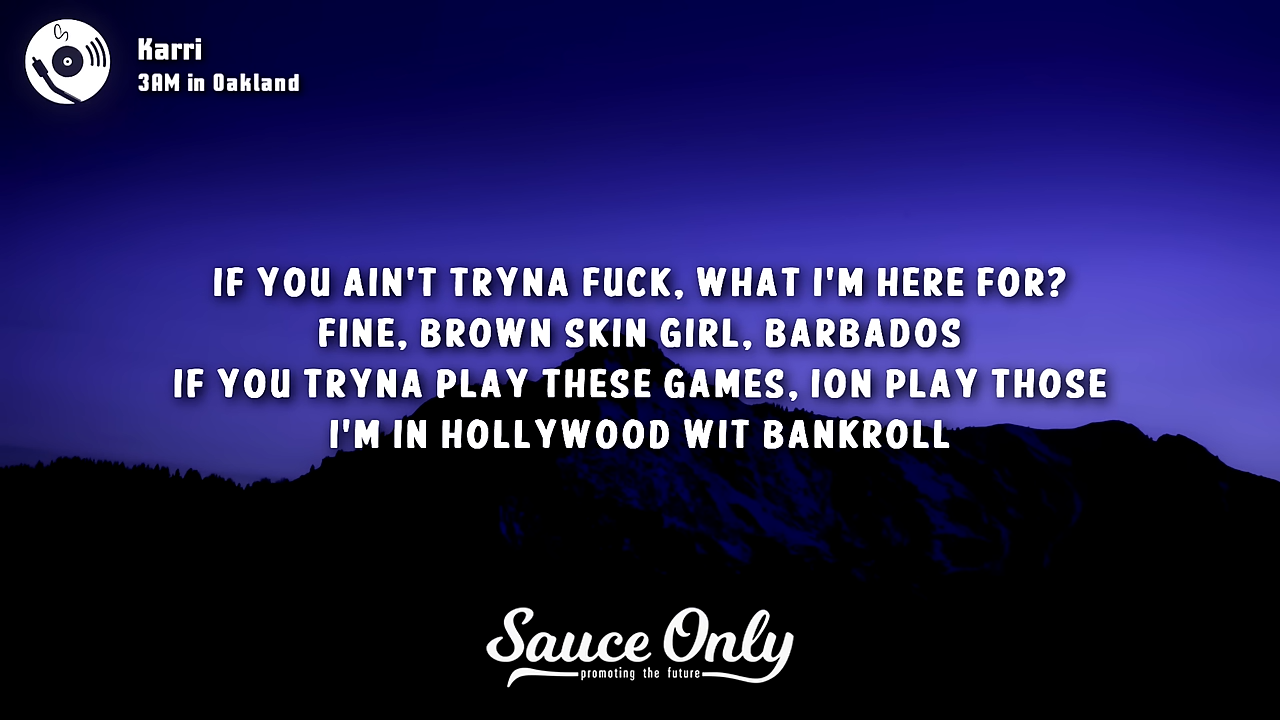 Karri
3AM in Oakland
IF YOU AIN'T TRYNA FUCK, WHAT I'M HERE FOR?
FINE, BROWN SKIN GIRL, BARBADOS
IF YOU TRYNA PLAY THESE GAMES, ION PLAY THOSE
I'M IN HOLLYWOOD WIT BANKROLL
Sauce Only
promoting the future